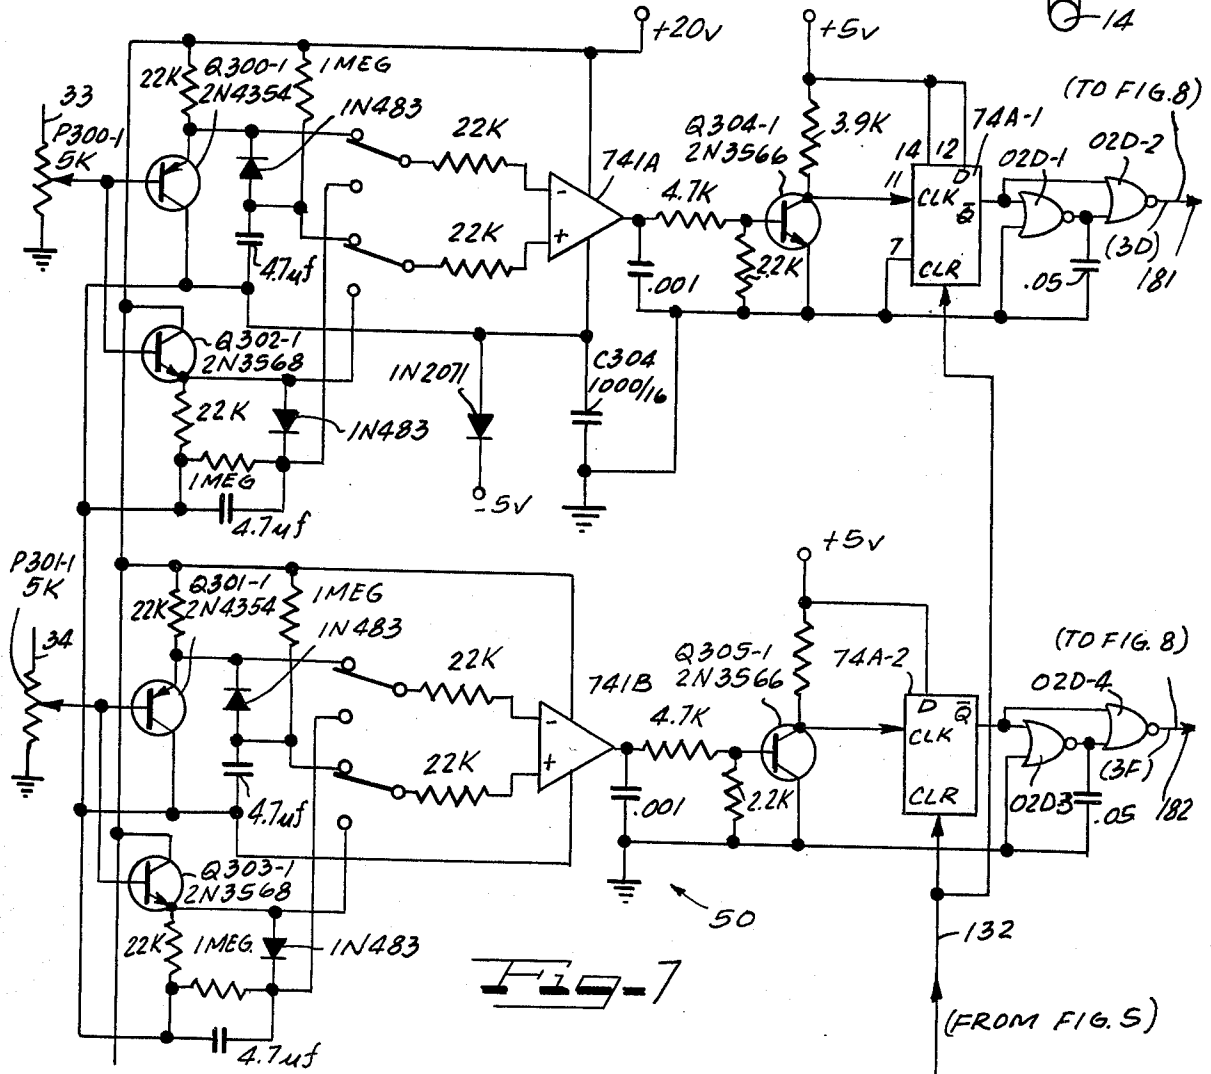 14
+20v
+5v
(TO FIG.8)
33
P300-1
5K
22K
Q300-1
2N4354
1MEG
1N483
22K
741A
Q304-1
2N3566
3.9K
14
12
74A-1
11
CLK
D
Q̅
02D-1
02D-2
4.7K
22K
4.7uf
.001
2.2K
7
CLR
.05
(3D)
181
Q302-1
2N3568
1N2071
C304
1000/16
22K
1N483
1MEG
4.7uf
-5v
+5v
P301-1
5K
34
22K
Q301-1
2N4354
1MEG
1N483
22K
741B
Q305-1
2N3566
74A-2
(TO FIG.8)
02D-4
4.7K
D
Q̅
CLK
22K
4.7uf
.001
2.2K
CLR
02D3
.05
(3F)
182
Q303-1
2N3568
50
22K
1MEG.
1N483
132
Fig-7
4.7uf
(FROM FIG.5)
-
+
-
+